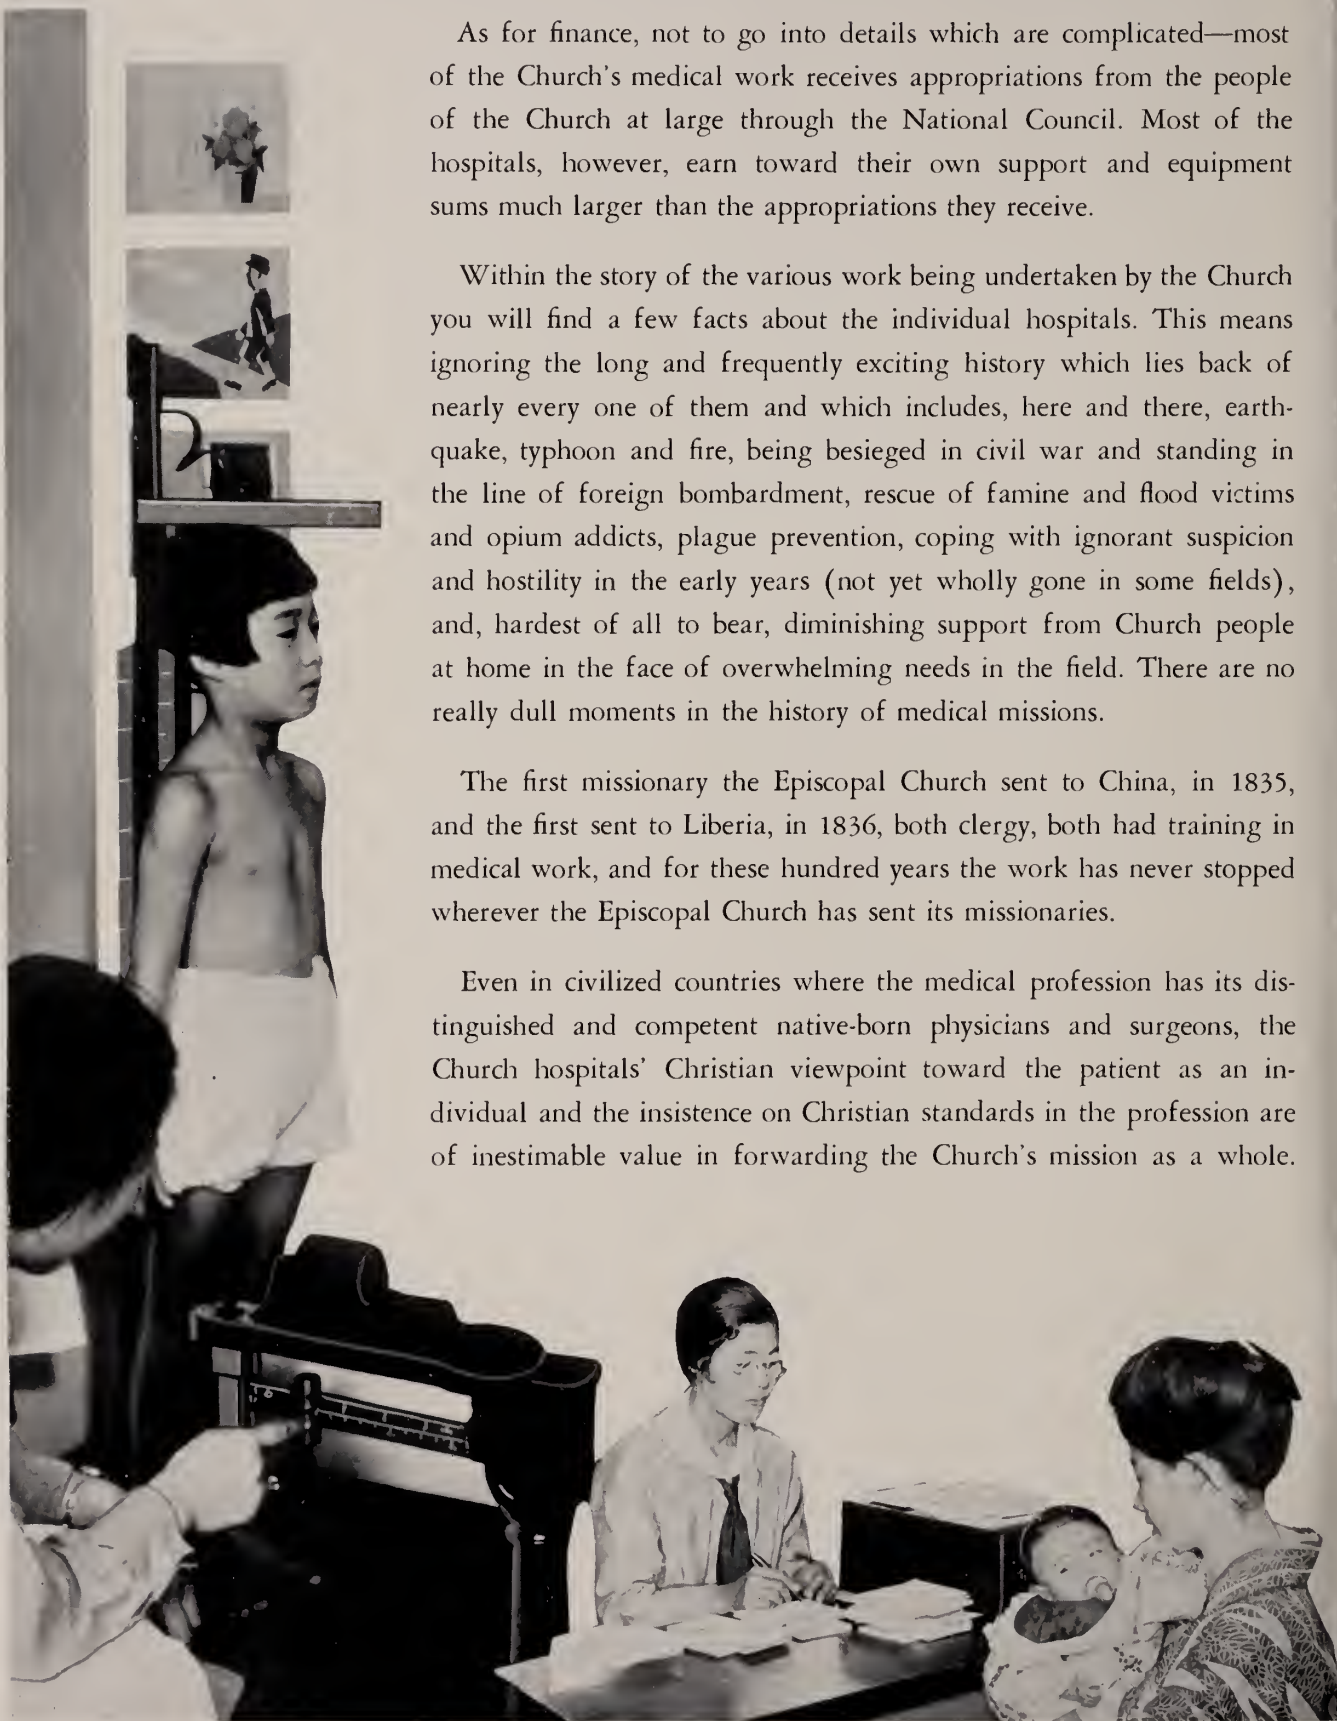 As for finance, not to go into details which are complicated—most
of the Church's medical work receives appropriations from the people
of the Church at large through the National Council. Most of the
hospitals, however, earn toward their own support and equipment
sums much larger than the appropriations they receive.
Within the story of the various work being undertaken by the Church
you will find a few facts about the individual hospitals. This means
ignoring the long and frequently exciting history which lies back of
nearly every one of them and which includes, here and there, earth-
quake, typhoon and fire, being besieged in civil war and standing in
the line of foreign bombardment, rescue of famine and flood victims
and opium addicts, plague prevention, coping with ignorant suspicion
and hostility in the early years (not yet wholly gone in some fields),
and, hardest of all to bear, diminishing support from Church people
at home in the face of overwhelming needs in the field. There are no
really dull moments in the history of medical missions.
The first missionary the Episcopal Church sent to China, in 1835,
and the first sent to Liberia, in 1836, both clergy, both had training in
medical work, and for these hundred years the work has never stopped
wherever the Episcopal Church has sent its missionaries.
Even in civilized countries where the medical profession has its dis-
tinguished and competent native-born physicians and surgeons, the
Church hospitals' Christian viewpoint toward the patient as an in-
dividual and the insistence on Christian standards in the profession are
of inestimable value in forwarding the Church's mission as a whole.